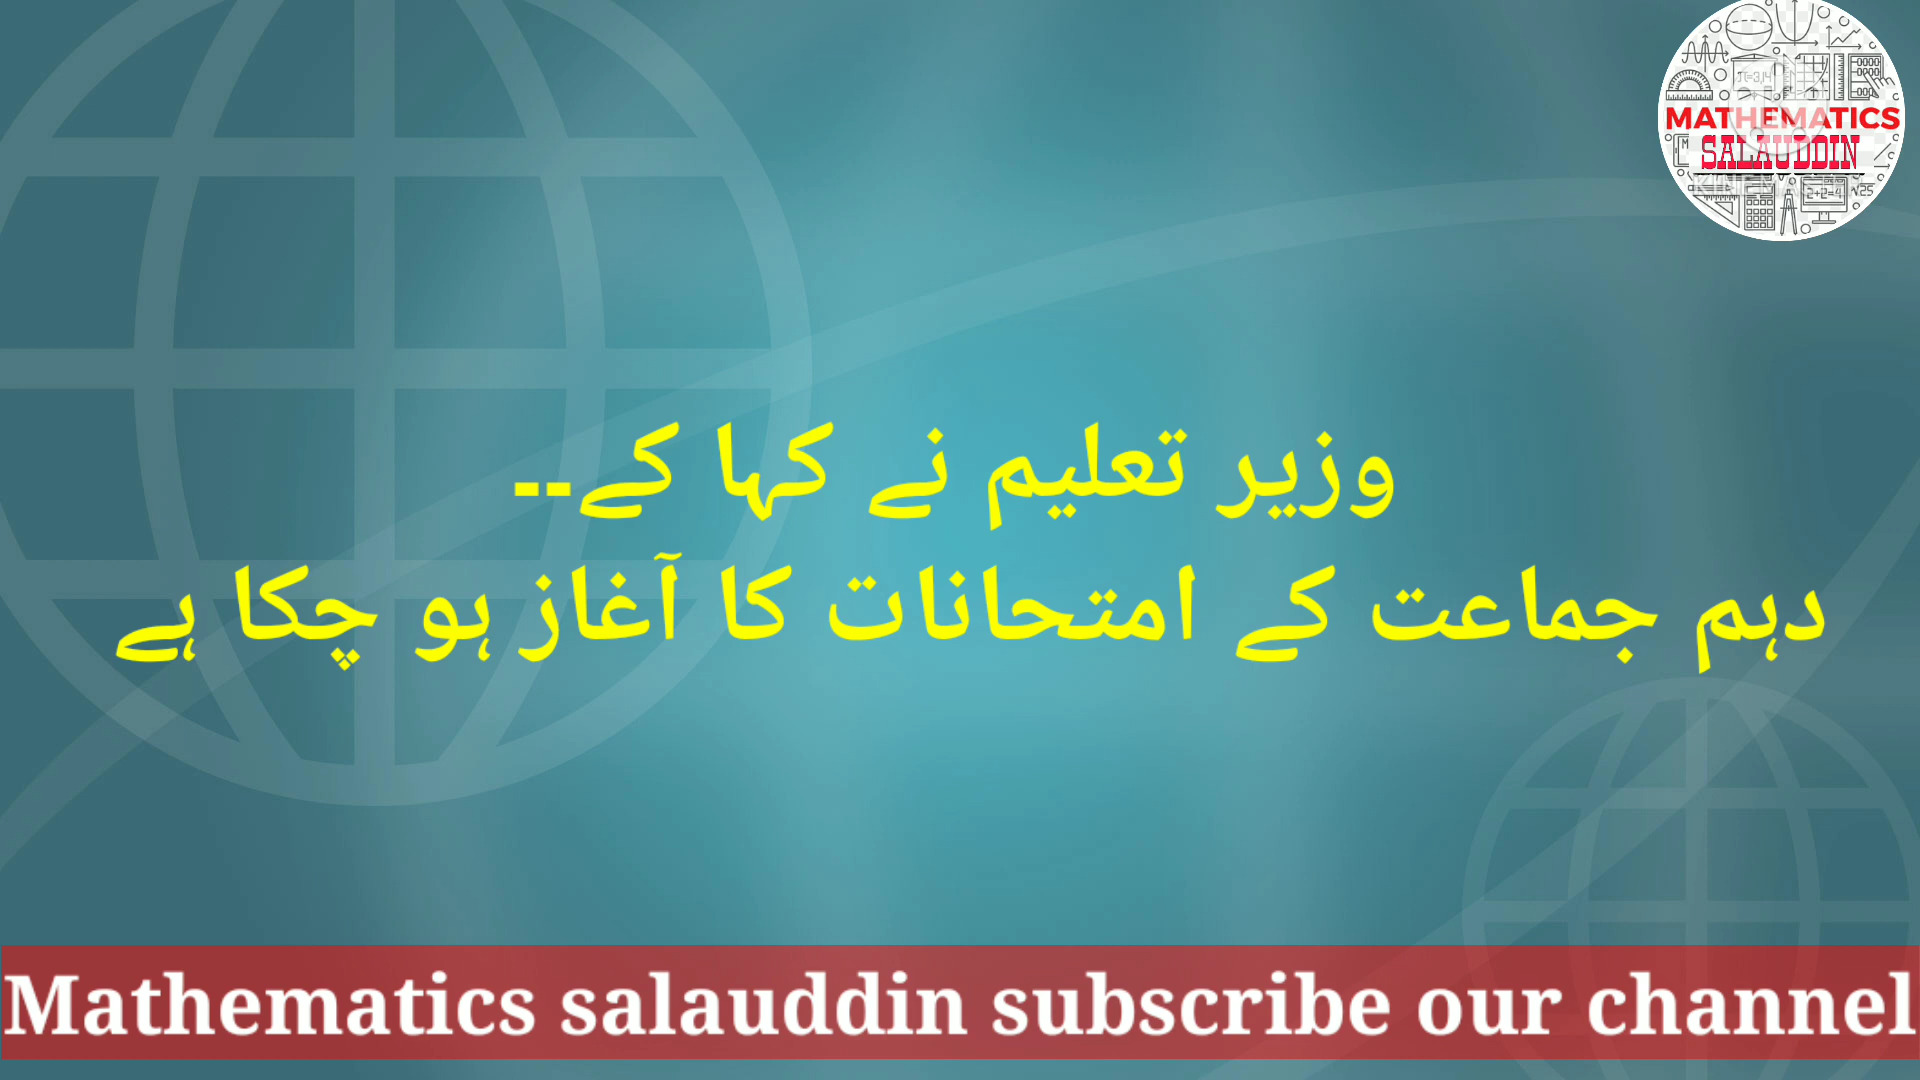 MATHEMATICS
SALAUDDIN
وزیر تعلیم نے کہا کے--
دہم جماعت کے امتحانات کا آغاز ہو چکا ہے
Mathematics salauddin subscribe our channel